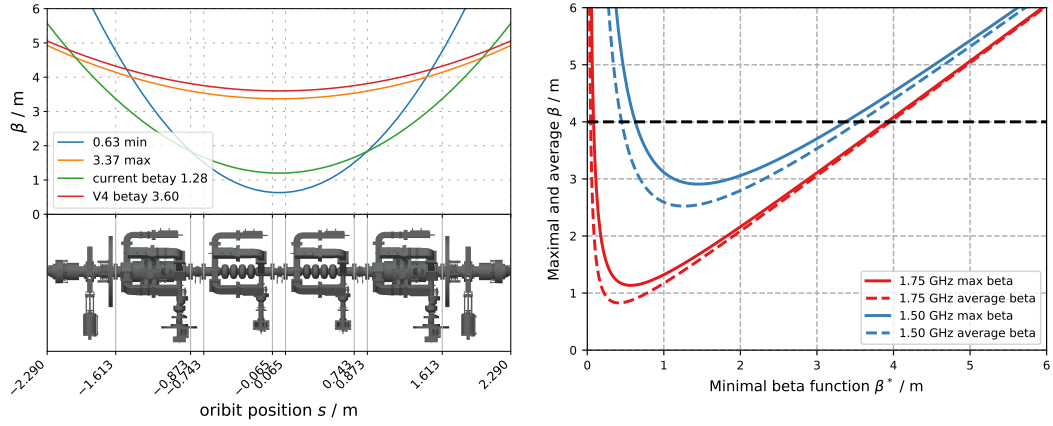 6
5
4
3
2
1
0
β / m
0.63 min
3.37 max
current betay 1.28
V4 betay 3.60
−2.290
−1.613
−0.873
−0.743
−0.065
0.065
0.743
0.873
1.613
2.290
oribit position s / m
6
5
4
3
2
1
0
Maximal and average β / m
1.75 GHz max beta
1.75 GHz average beta
1.50 GHz max beta
1.50 GHz average beta
0 1 2 3 4 5 6
Minimal beta function β* / m